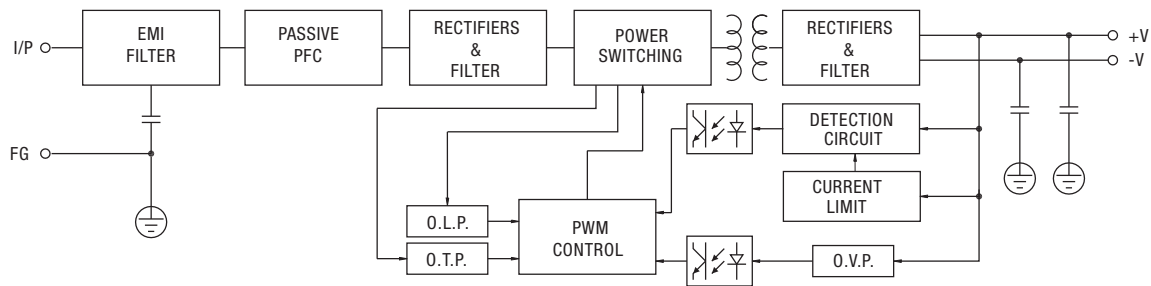 I/P
EMI
FILTER
PASSIVE
PFC
RECTIFIERS
&
FILTER
POWER
SWITCHING
RECTIFIERS
&
FILTER
+V
-V
FG
DETECTION
CIRCUIT
CURRENT
LIMIT
O.L.P.
O.T.P.
PWM
CONTROL
O.V.P.